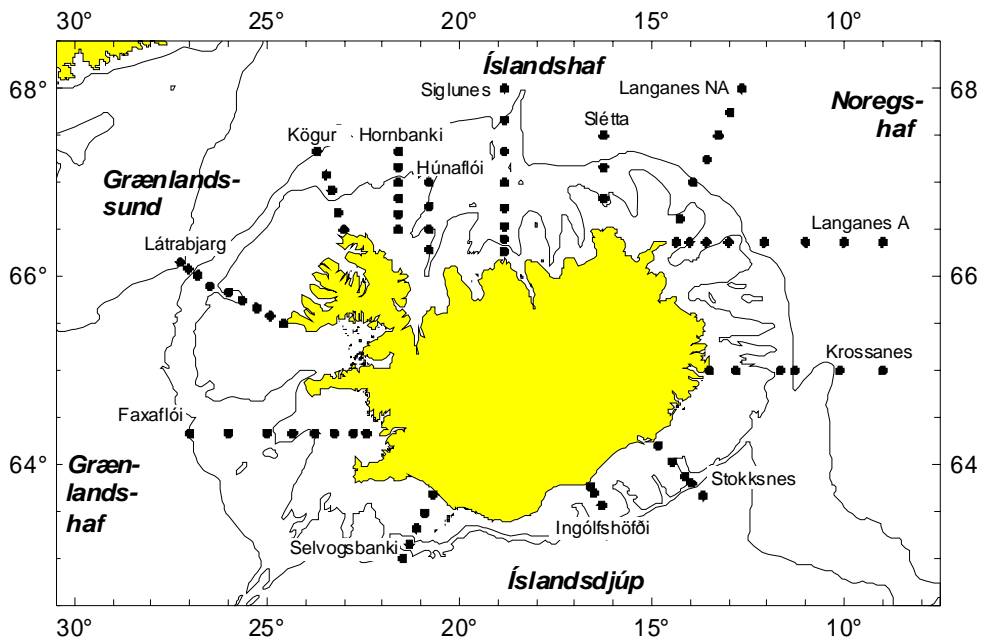 30° 25° 20° 15° 10°
Íslandshaf
68° Siglunes Langanes NA 68
Noregs-
haf
Kögur Hornbanki Slétta
Húnaflói
Grænlands-
sund
Látrabjarg Langanes A
66° 66
Krossanes
Faxaflói
64° 64
Græn-
lands-
haf
Stokksnes
Ingólfshöfði
Selvogsbanki
Íslandsdjúp
30° 25° 20° 15° 10°